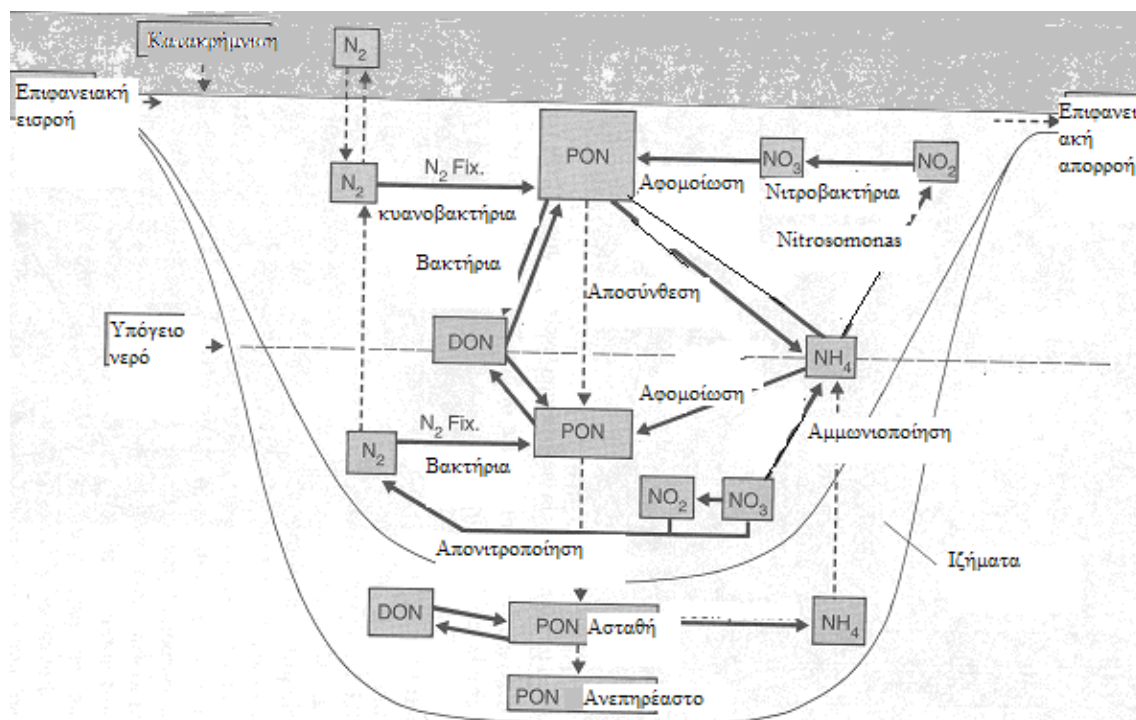 Κατακρήμνιση
N2
Επιφανειακή
εισροή
Επιφανει
ακή
απορροή
PON
NO3
NO2
N2 Fix.
N2
Αφομοίωση
Νιτροβακτήρια
κυανοβακτήρια
Nitrosomonas
Βακτήρια
Αποσύνθεση
Υπόγειο
νερό
DON
NH4
Αφομοίωση
N2 Fix.
PON
Αμμωνιοποίηση
N2
Βακτήρια
NO2
NO3
Απονιτροποίηση
Ιζήματα
DON
PON
Ασταθή
NH4
PON
Ανεπηρέαστο